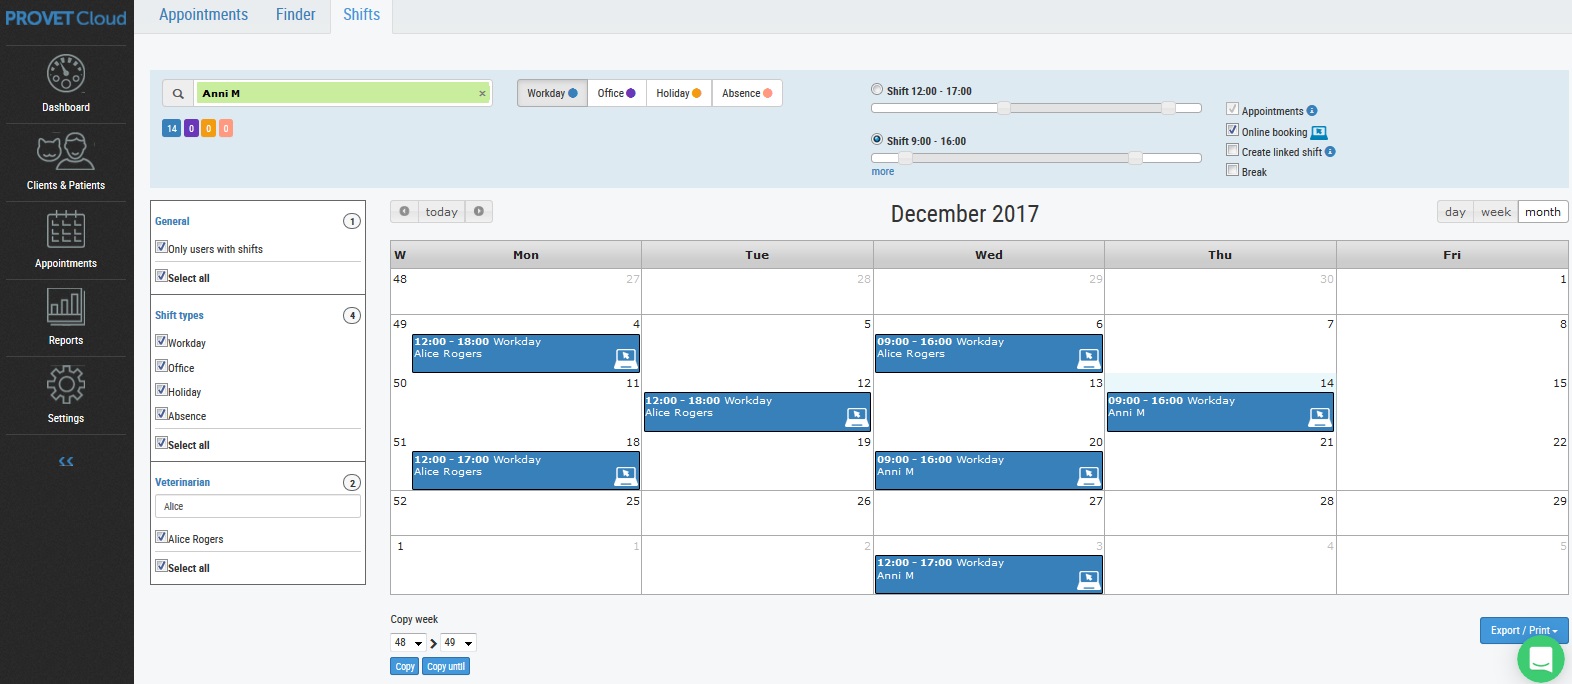 PROVET Cloud
Appointments Finder Shifts
Dashboard
Clients & Patients
Appointments
Reports
Settings
Anni M ×
14 0 0 0
Workday Office Holiday Absence
Shift 12:00 - 17:00
Shift 9:00 - 16:00
more
Appointments
Online booking
Create linked shift
Break
General 1
Only users with shifts
Select all
Shift types 4
Workday
Office
Holiday
Absence
Select all
Veterinarian 2
Alice
Alice Rogers
Select all
today
December 2017
day week month
W Mon Tue Wed Thu Fri
48 27 28 29 30 1
49 4 5 6 7 8
12:00 - 18:00 Workday
Alice Rogers
09:00 - 16:00 Workday
Alice Rogers
50 11 12 13 14 15
12:00 - 18:00 Workday
Alice Rogers
09:00 - 16:00 Workday
Anni M
51 18 19 20 21 22
12:00 - 17:00 Workday
Alice Rogers
09:00 - 16:00 Workday
Anni M
52 25 26 27 28 29
1 1 2 3 4 5
12:00 - 17:00 Workday
Anni M
Copy week
48 49
Copy Copy until
Export / Print